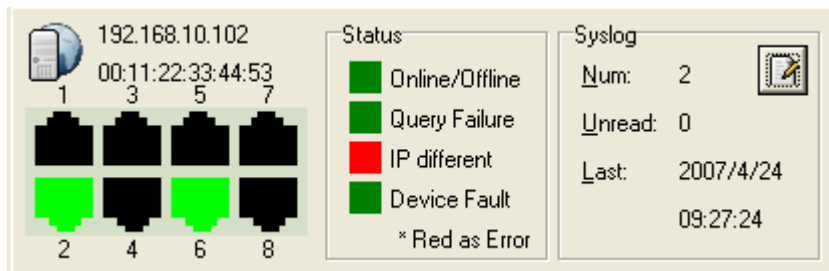 192.168.10.102
00:11:22:33:44:53
1 3 5 7
2 4 6 8
Status
Online/Offline
Query Failure
IP different
Device Fault
* Red as Error
Syslog
Num: 2
Unread: 0
Last: 2007/4/24
09:27:24